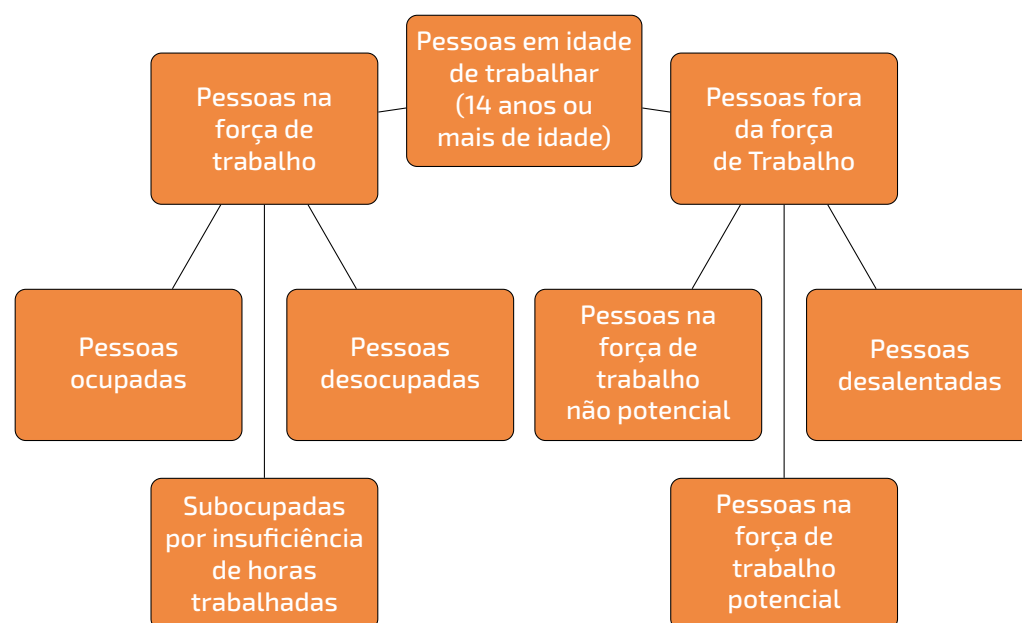 Pessoas em idade
de trabalhar
(14 anos ou
mais de idade)
Pessoas na
força de
trabalho
Pessoas fora
da força
de Trabalho
Pessoas
ocupadas
Pessoas
desocupadas
Pessoas na
força de
trabalho
não potencial
Pessoas
desalentadas
Subocupadas
por insuficiência
de horas
trabalhadas
Pessoas na
força de
trabalho
potencial